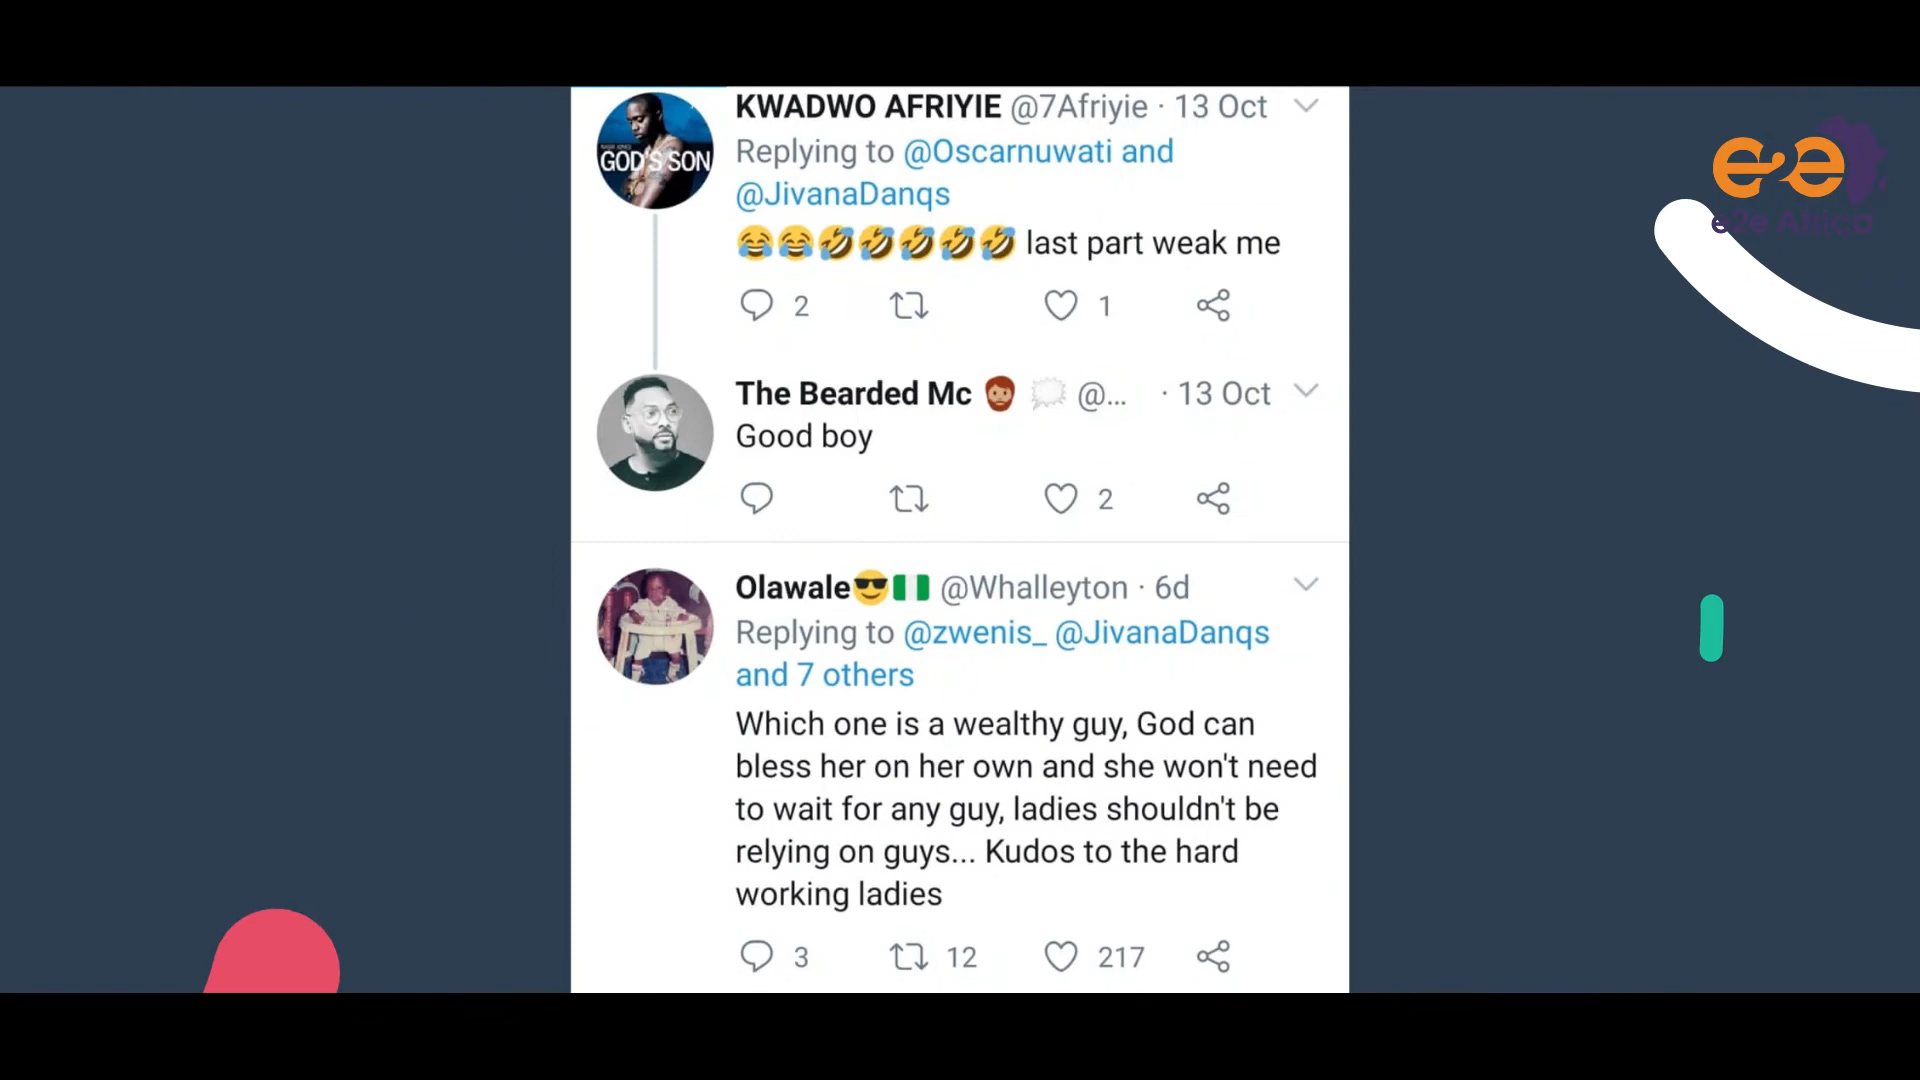 KWADWO AFRIYIE @7Afriyie · 13 Oct
Replying to @Oscarnuwati and
@JivanaDanqs
😂😂🤣🤣🤣🤣🤣 last part weak me
2 1
GOD'S SON
The Bearded Mc 🧔🏽 🗯 @... · 13 Oct
Good boy
2
Olawale😎🇳🇬 @Whalleyton · 6d
Replying to @zwenis_ @JivanaDanqs
and 7 others
Which one is a wealthy guy, God can
bless her on her own and she won't need
to wait for any guy, ladies shouldn't be
relying on guys... Kudos to the hard
working ladies
3 12 217
e2e
e2e Africa